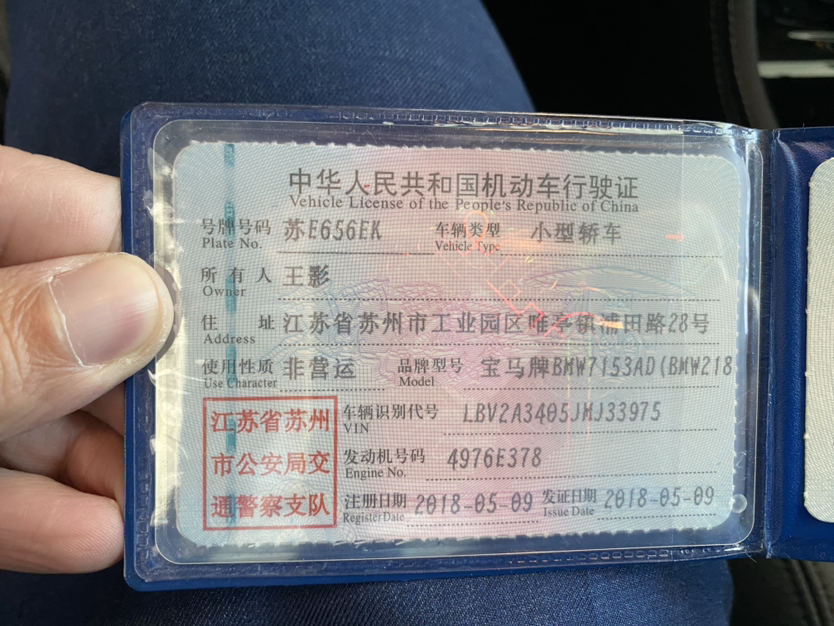 中华人民共和国机动车行驶证
Vehicle License of the People's Republic of China
号牌号码 苏E656EK 车辆类型 小型轿车
Plate No. Vehicle Type
所有人 王影
Owner
住址 江苏省苏州市工业园区唯亭镇浦田路28号
Address
使用性质 非营运 品牌型号 宝马牌BMW7153AD(BMW218
Use Character Model
江苏省苏州
市公安局交
通警察支队
车辆识别代号 LBV2A3405JMJ33975
VIN
发动机号码 4976E378
Engine No.
注册日期 2018-05-09 发证日期 2018-05-09
Register Date Issue Date